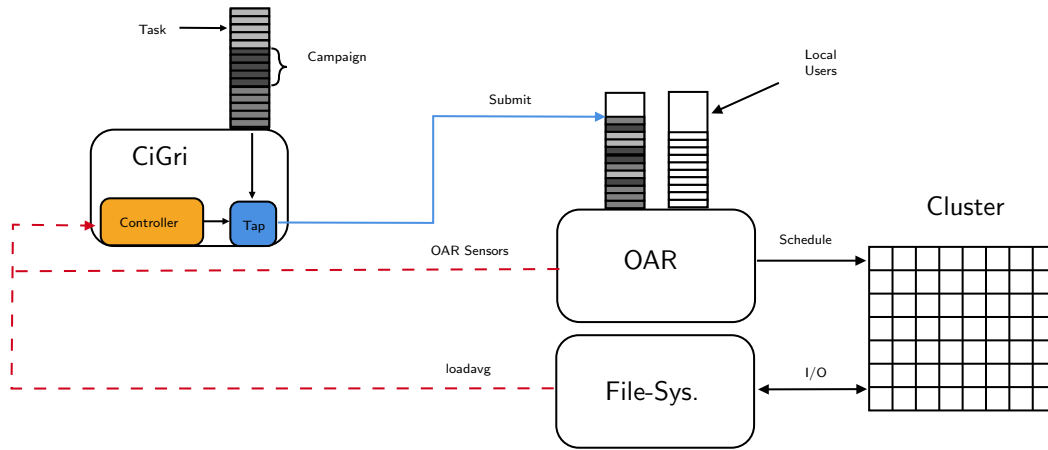 Task
Campaign
Local
Users
Submit
CiGri
Controller
Tap
Cluster
OAR Sensors
OAR
Schedule
loadavg
File-Sys.
I/O